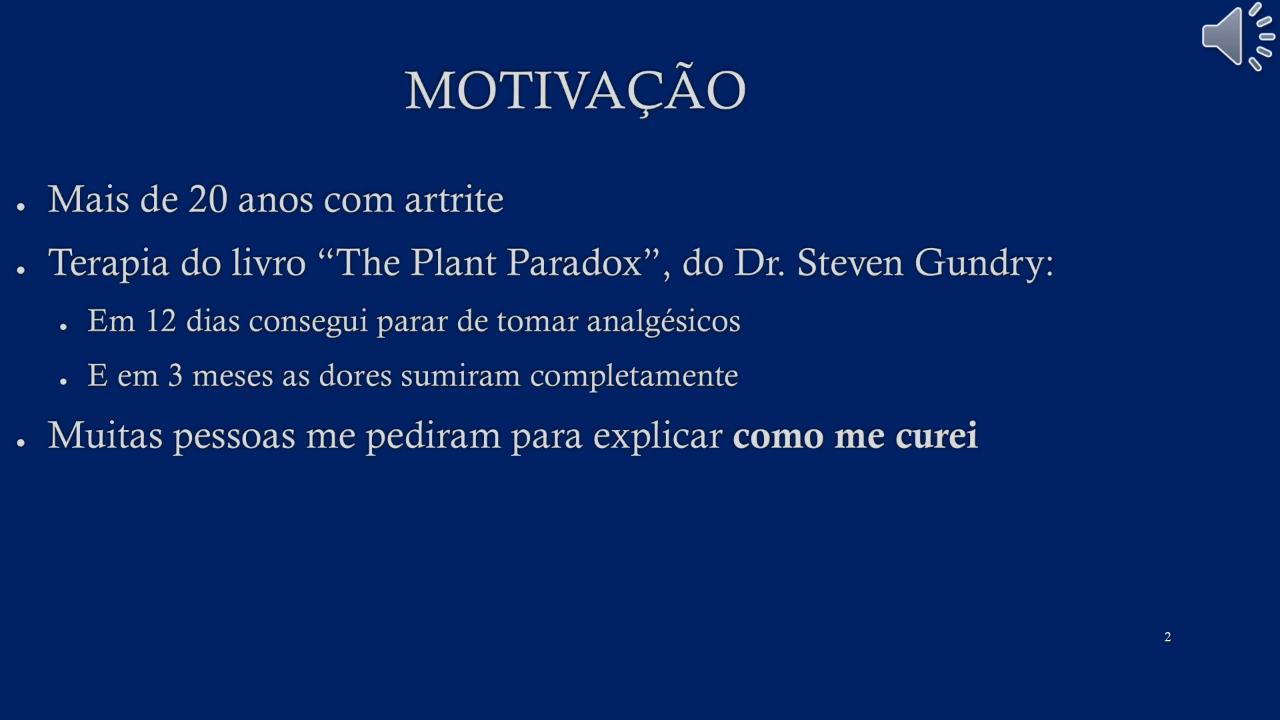 MOTIVAÇÃO
• Mais de 20 anos com artrite
• Terapia do livro “The Plant Paradox”, do Dr. Steven Gundry:
• Em 12 dias consegui parar de tomar analgésicos
• E em 3 meses as dores sumiram completamente
• Muitas pessoas me pediram para explicar como me curei
2